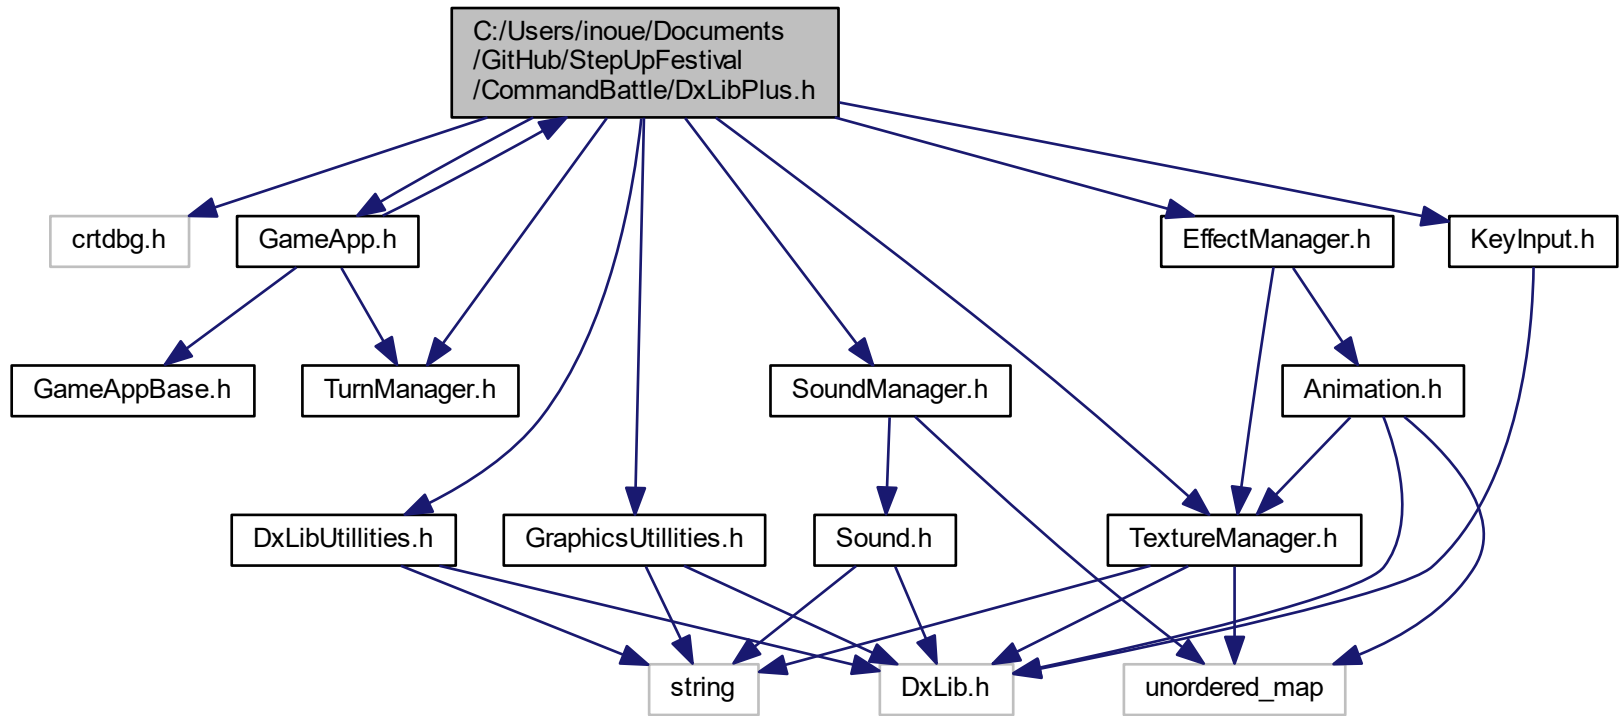 C:/Users/inoue/Documents
/GitHub/StepUpFestival
/CommandBattle/DxLibPlus.h
crtdbg.h
GameApp.h
EffectManager.h
KeyInput.h
GameAppBase.h
TurnManager.h
SoundManager.h
Animation.h
DxLibUtillities.h
GraphicsUtillities.h
Sound.h
TextureManager.h
string
DxLib.h
unordered_map